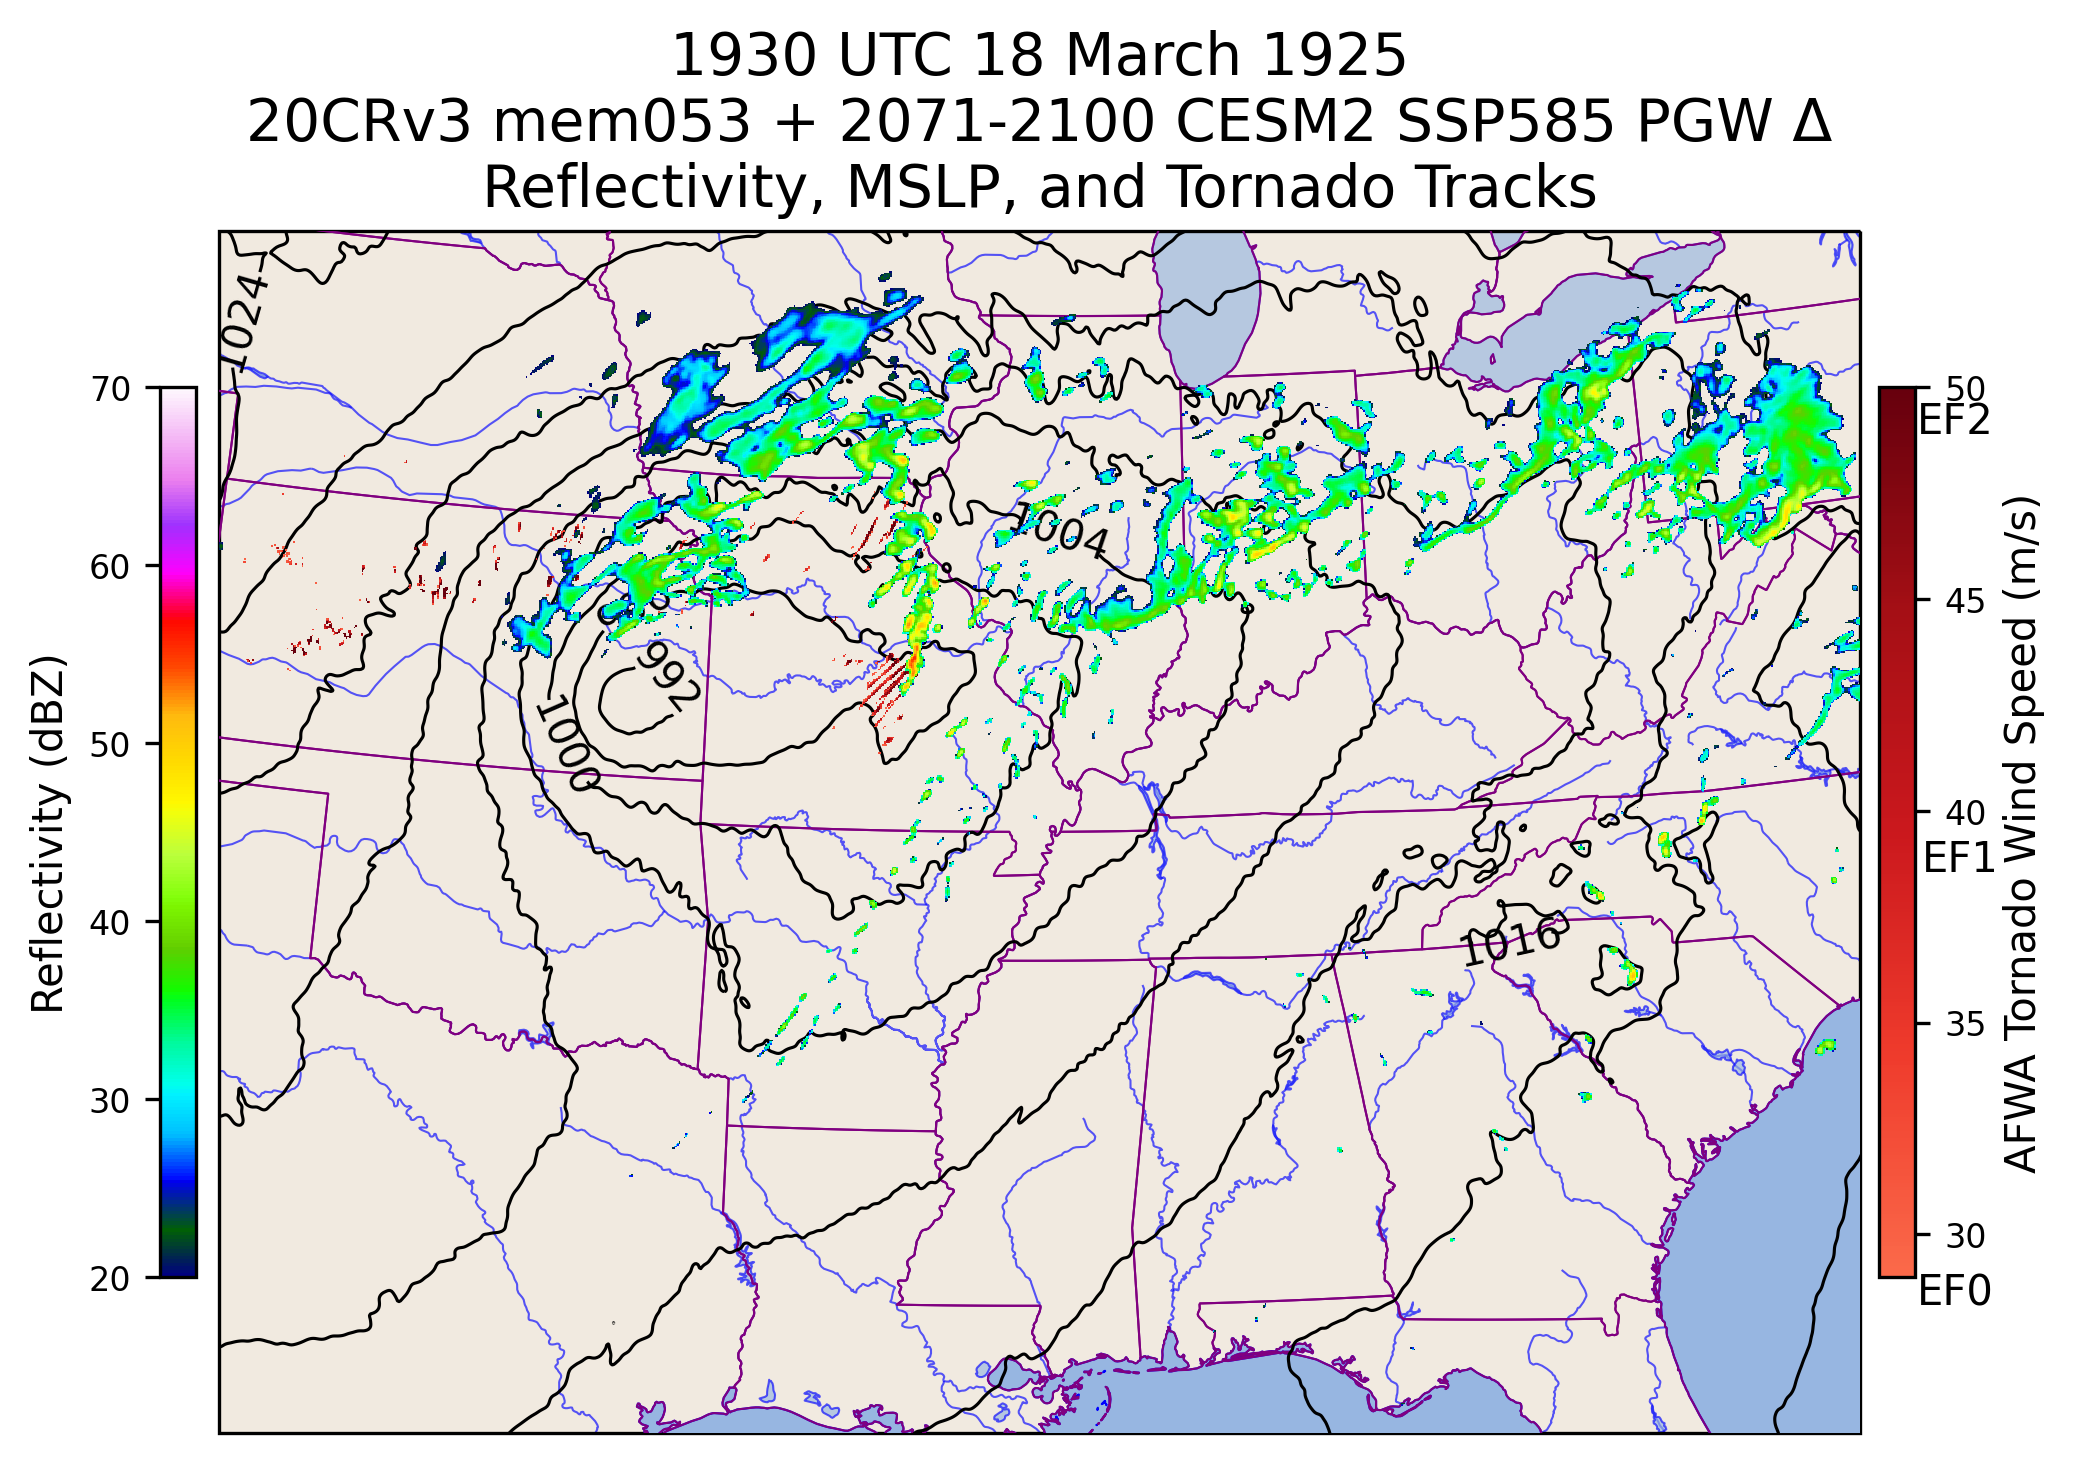 1930 UTC 18 March 1925
20CRv3 mem053 + 2071-2100 CESM2 SSP585 PGW Δ
Reflectivity, MSLP, and Tornado Tracks
1024
1004
992
1000
1016
70
60
50
40
30
20
Reflectivity (dBZ)
50
EF2
45
40
EF1
35
30
EF0
AFWA Tornado Wind Speed (m/s)